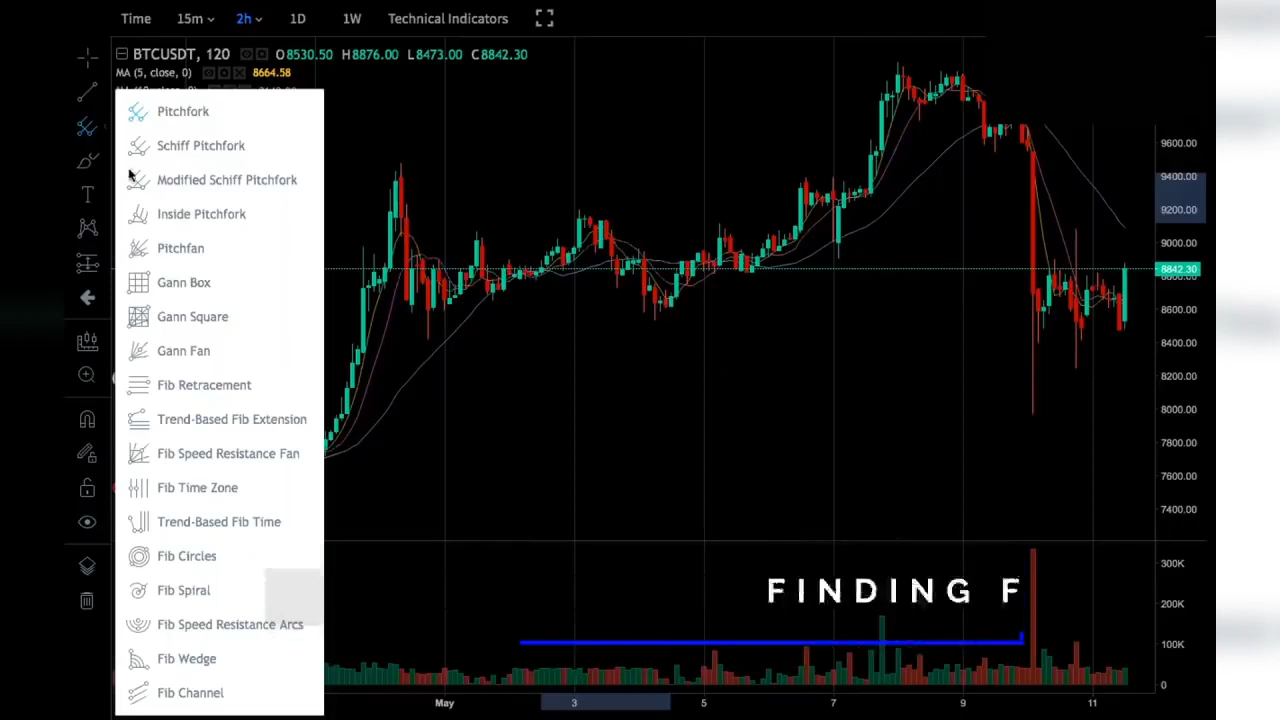 Time 15m 2h 1D 1W Technical Indicators
BTCUSDT, 120 O8530.50 H8876.00 L8473.00 C8842.30
MA (5, close, 0) 8664.58
Pitchfork
Schiff Pitchfork
Modified Schiff Pitchfork
Inside Pitchfork
Pitchfan
Gann Box
Gann Square
Gann Fan
Fib Retracement
Trend-Based Fib Extension
Fib Speed Resistance Fan
Fib Time Zone
Trend-Based Fib Time
Fib Circles
Fib Spiral
Fib Speed Resistance Arcs
Fib Wedge
Fib Channel
9600.00
9400.00
9200.00
9000.00
8842.30
8600.00
8400.00
8200.00
8000.00
7800.00
7600.00
7400.00
300K
200K
100K
0
FINDING F
May 3 5 7 9 11